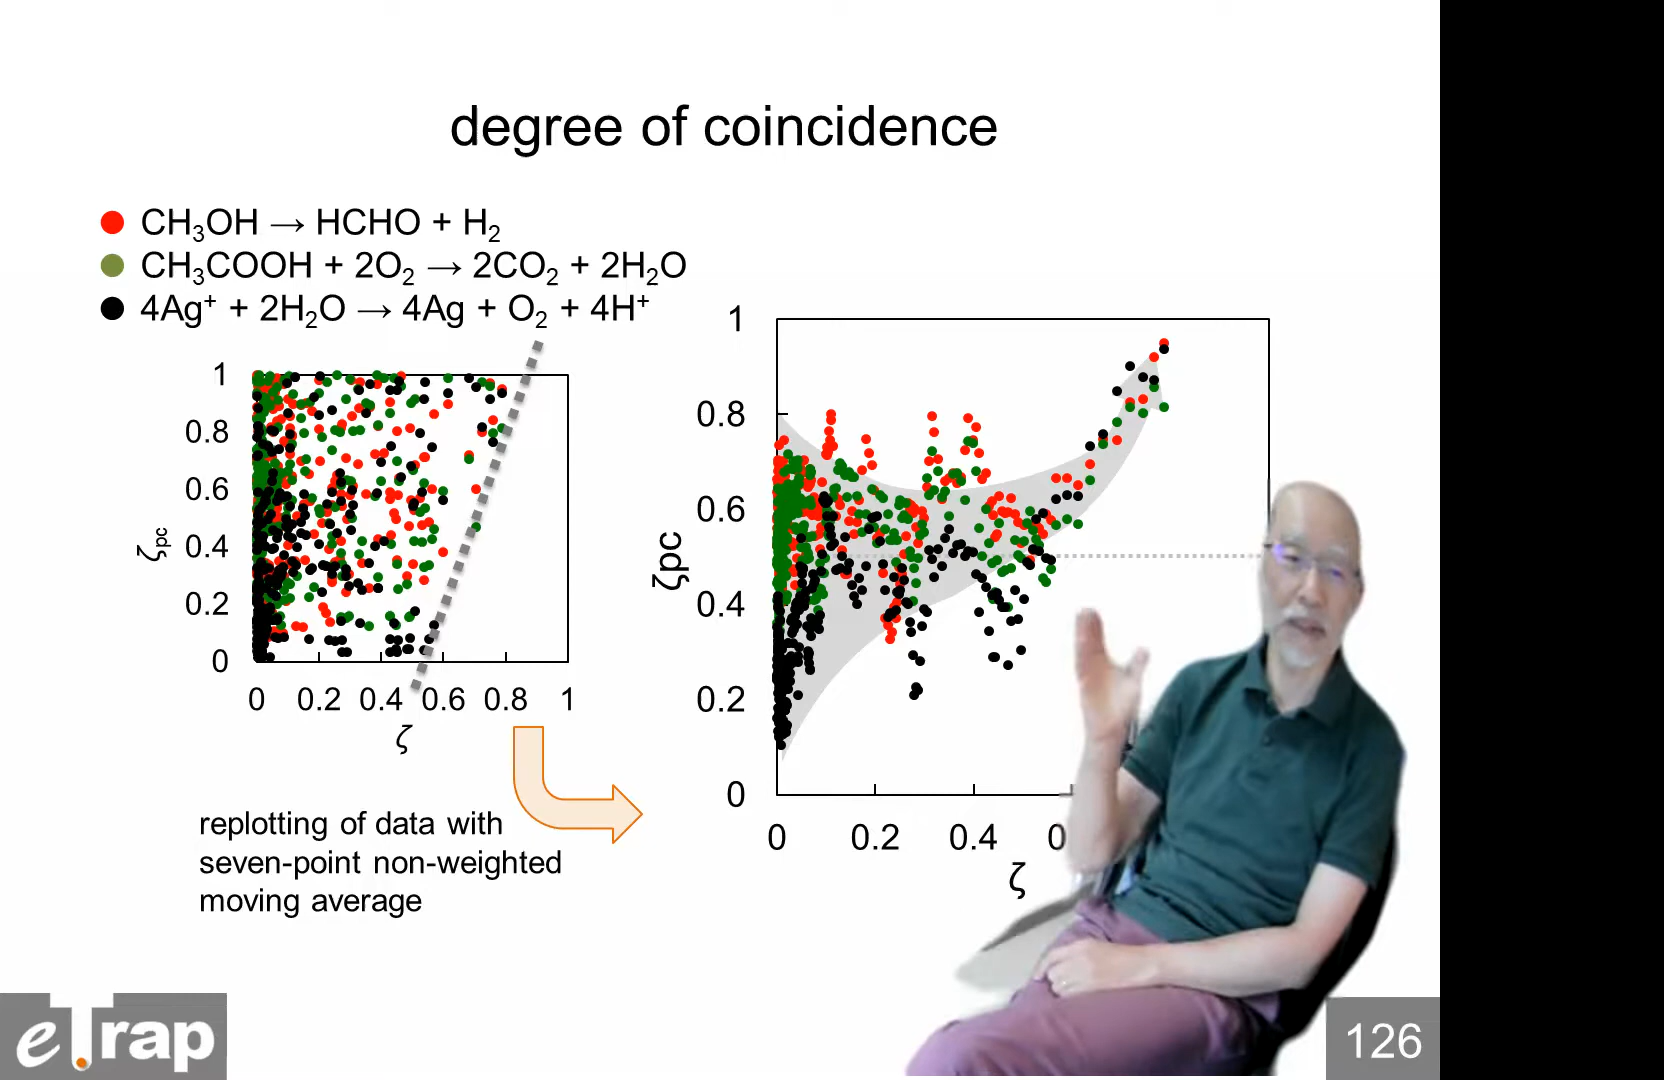 degree of coincidence
CH₃OH → HCHO + H₂
CH₃COOH + 2O₂ → 2CO₂ + 2H₂O
4Ag⁺ + 2H₂O → 4Ag + O₂ + 4H⁺
1
0.8
0.6
0.4
0.2
0
ζpc
0 0.2 0.4 0.6 0.8 1
ζ
1
0.8
0.6
0.4
0.2
0
ζpc
0 0.2 0.4 0
ζ
replotting of data with
seven-point non-weighted
moving average
eTrap
126